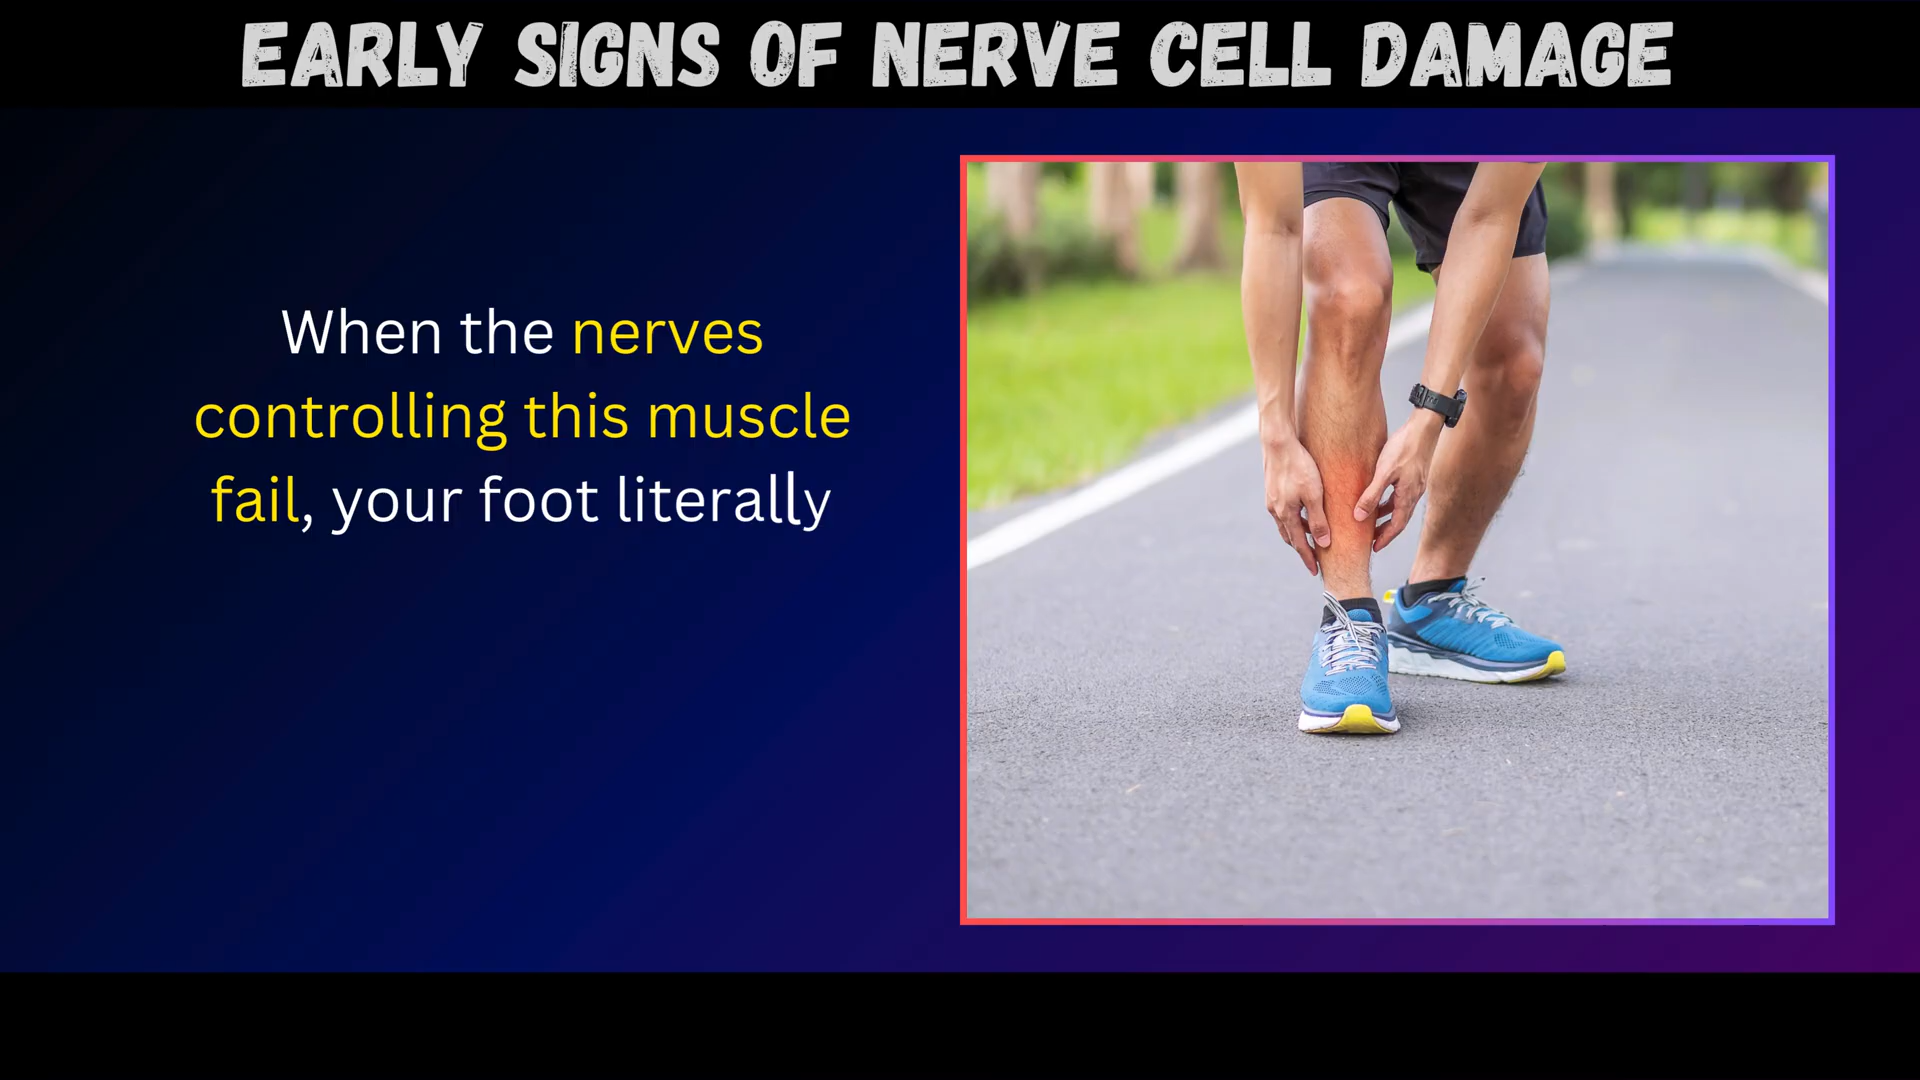 EARLY SIGNS OF NERVE CELL DAMAGE
When the nerves
controlling this muscle
fail, your foot literally